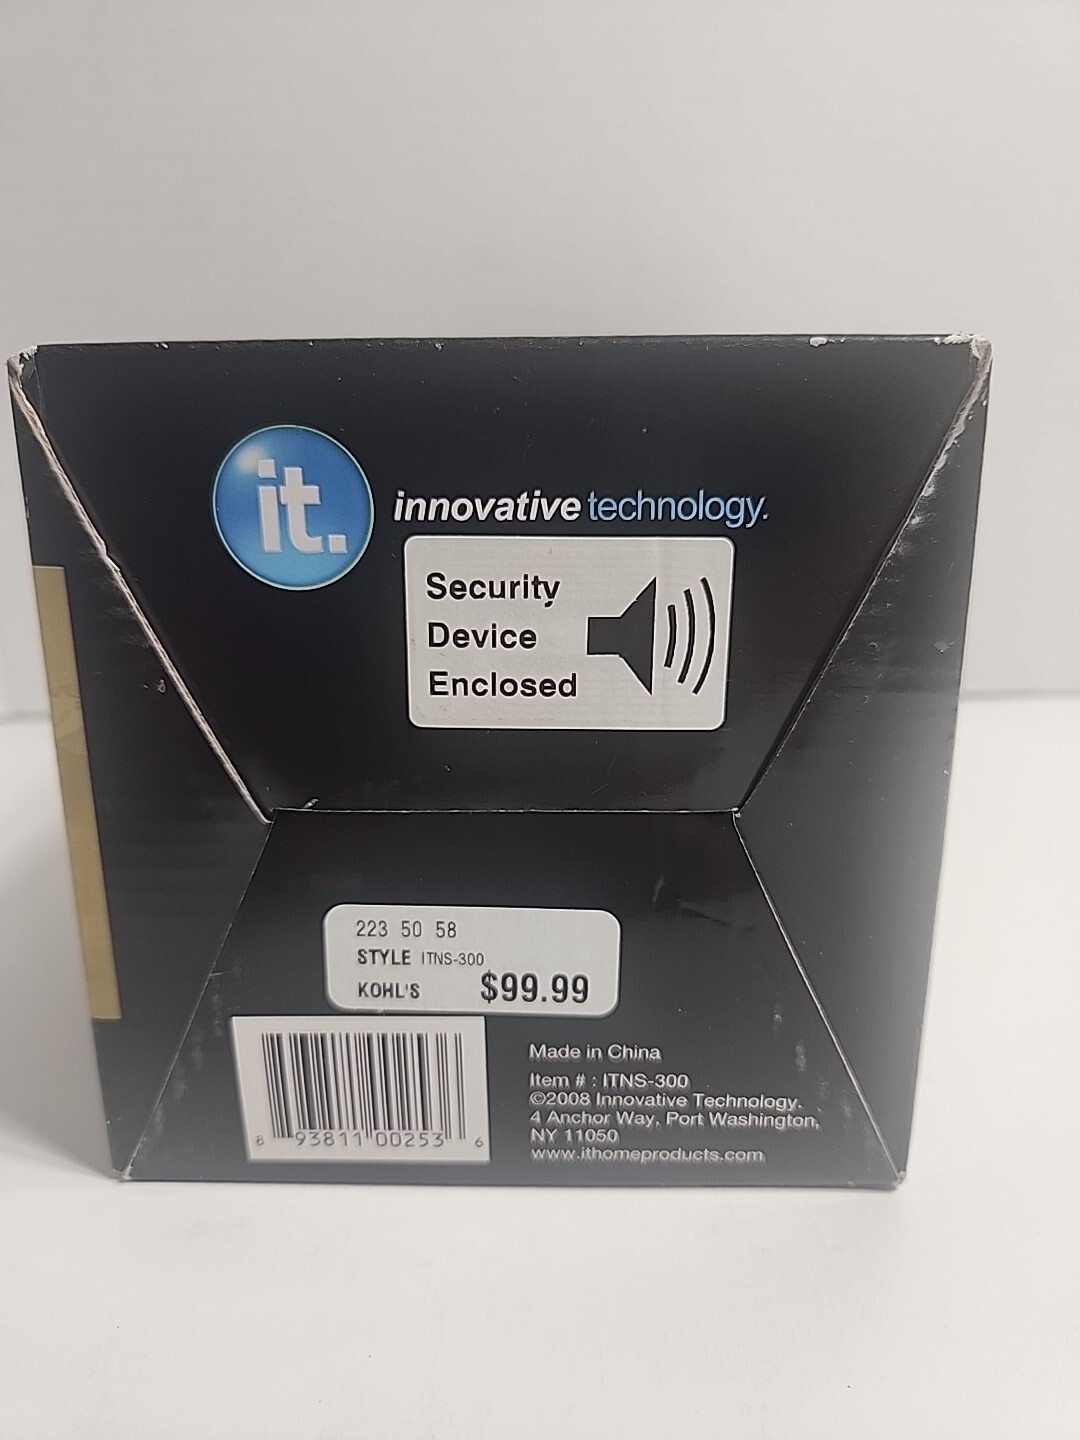 it.
innovative technology.
Security
Device
Enclosed
223 50 58
STYLE ITNS-300
KOHL'S $99.99
8 93811 00253 6
Made in China
Item # : ITNS-300
©2008 Innovative Technology.
4 Anchor Way, Port Washington,
NY 11050
www.ithomeproducts.com